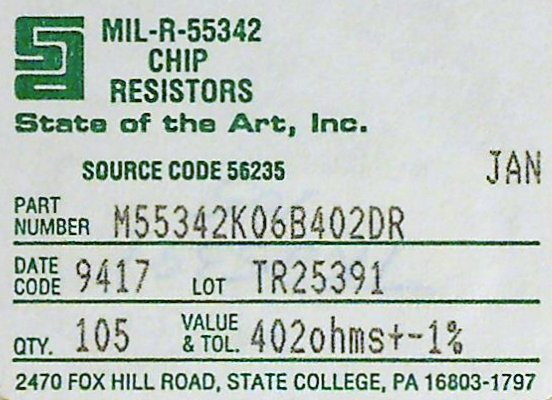 MIL-R-55342
CHIP
RESISTORS
State of the Art, Inc.
SOURCE CODE 56235 JAN
PART NUMBER M55342K06B402DR
DATE CODE 9417 LOT TR25391
QTY. 105 VALUE & TOL. 402ohms+-1%
2470 FOX HILL ROAD, STATE COLLEGE, PA 16803-1797